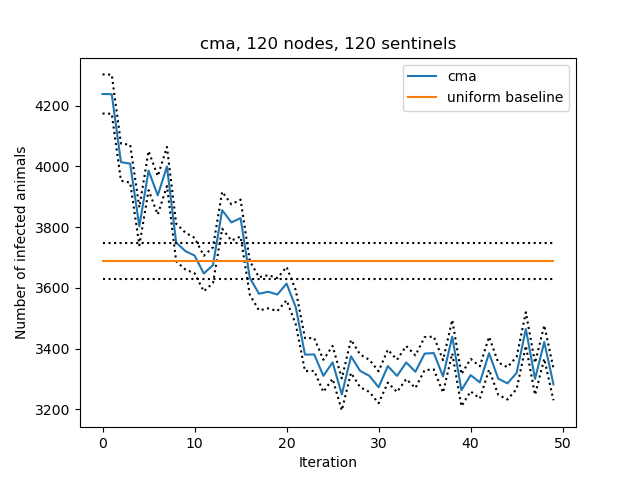 cma, 120 nodes, 120 sentinels
cma
uniform baseline
Number of infected animals
4200
4000
3800
3600
3400
3200
0 10 20 30 40 50
Iteration